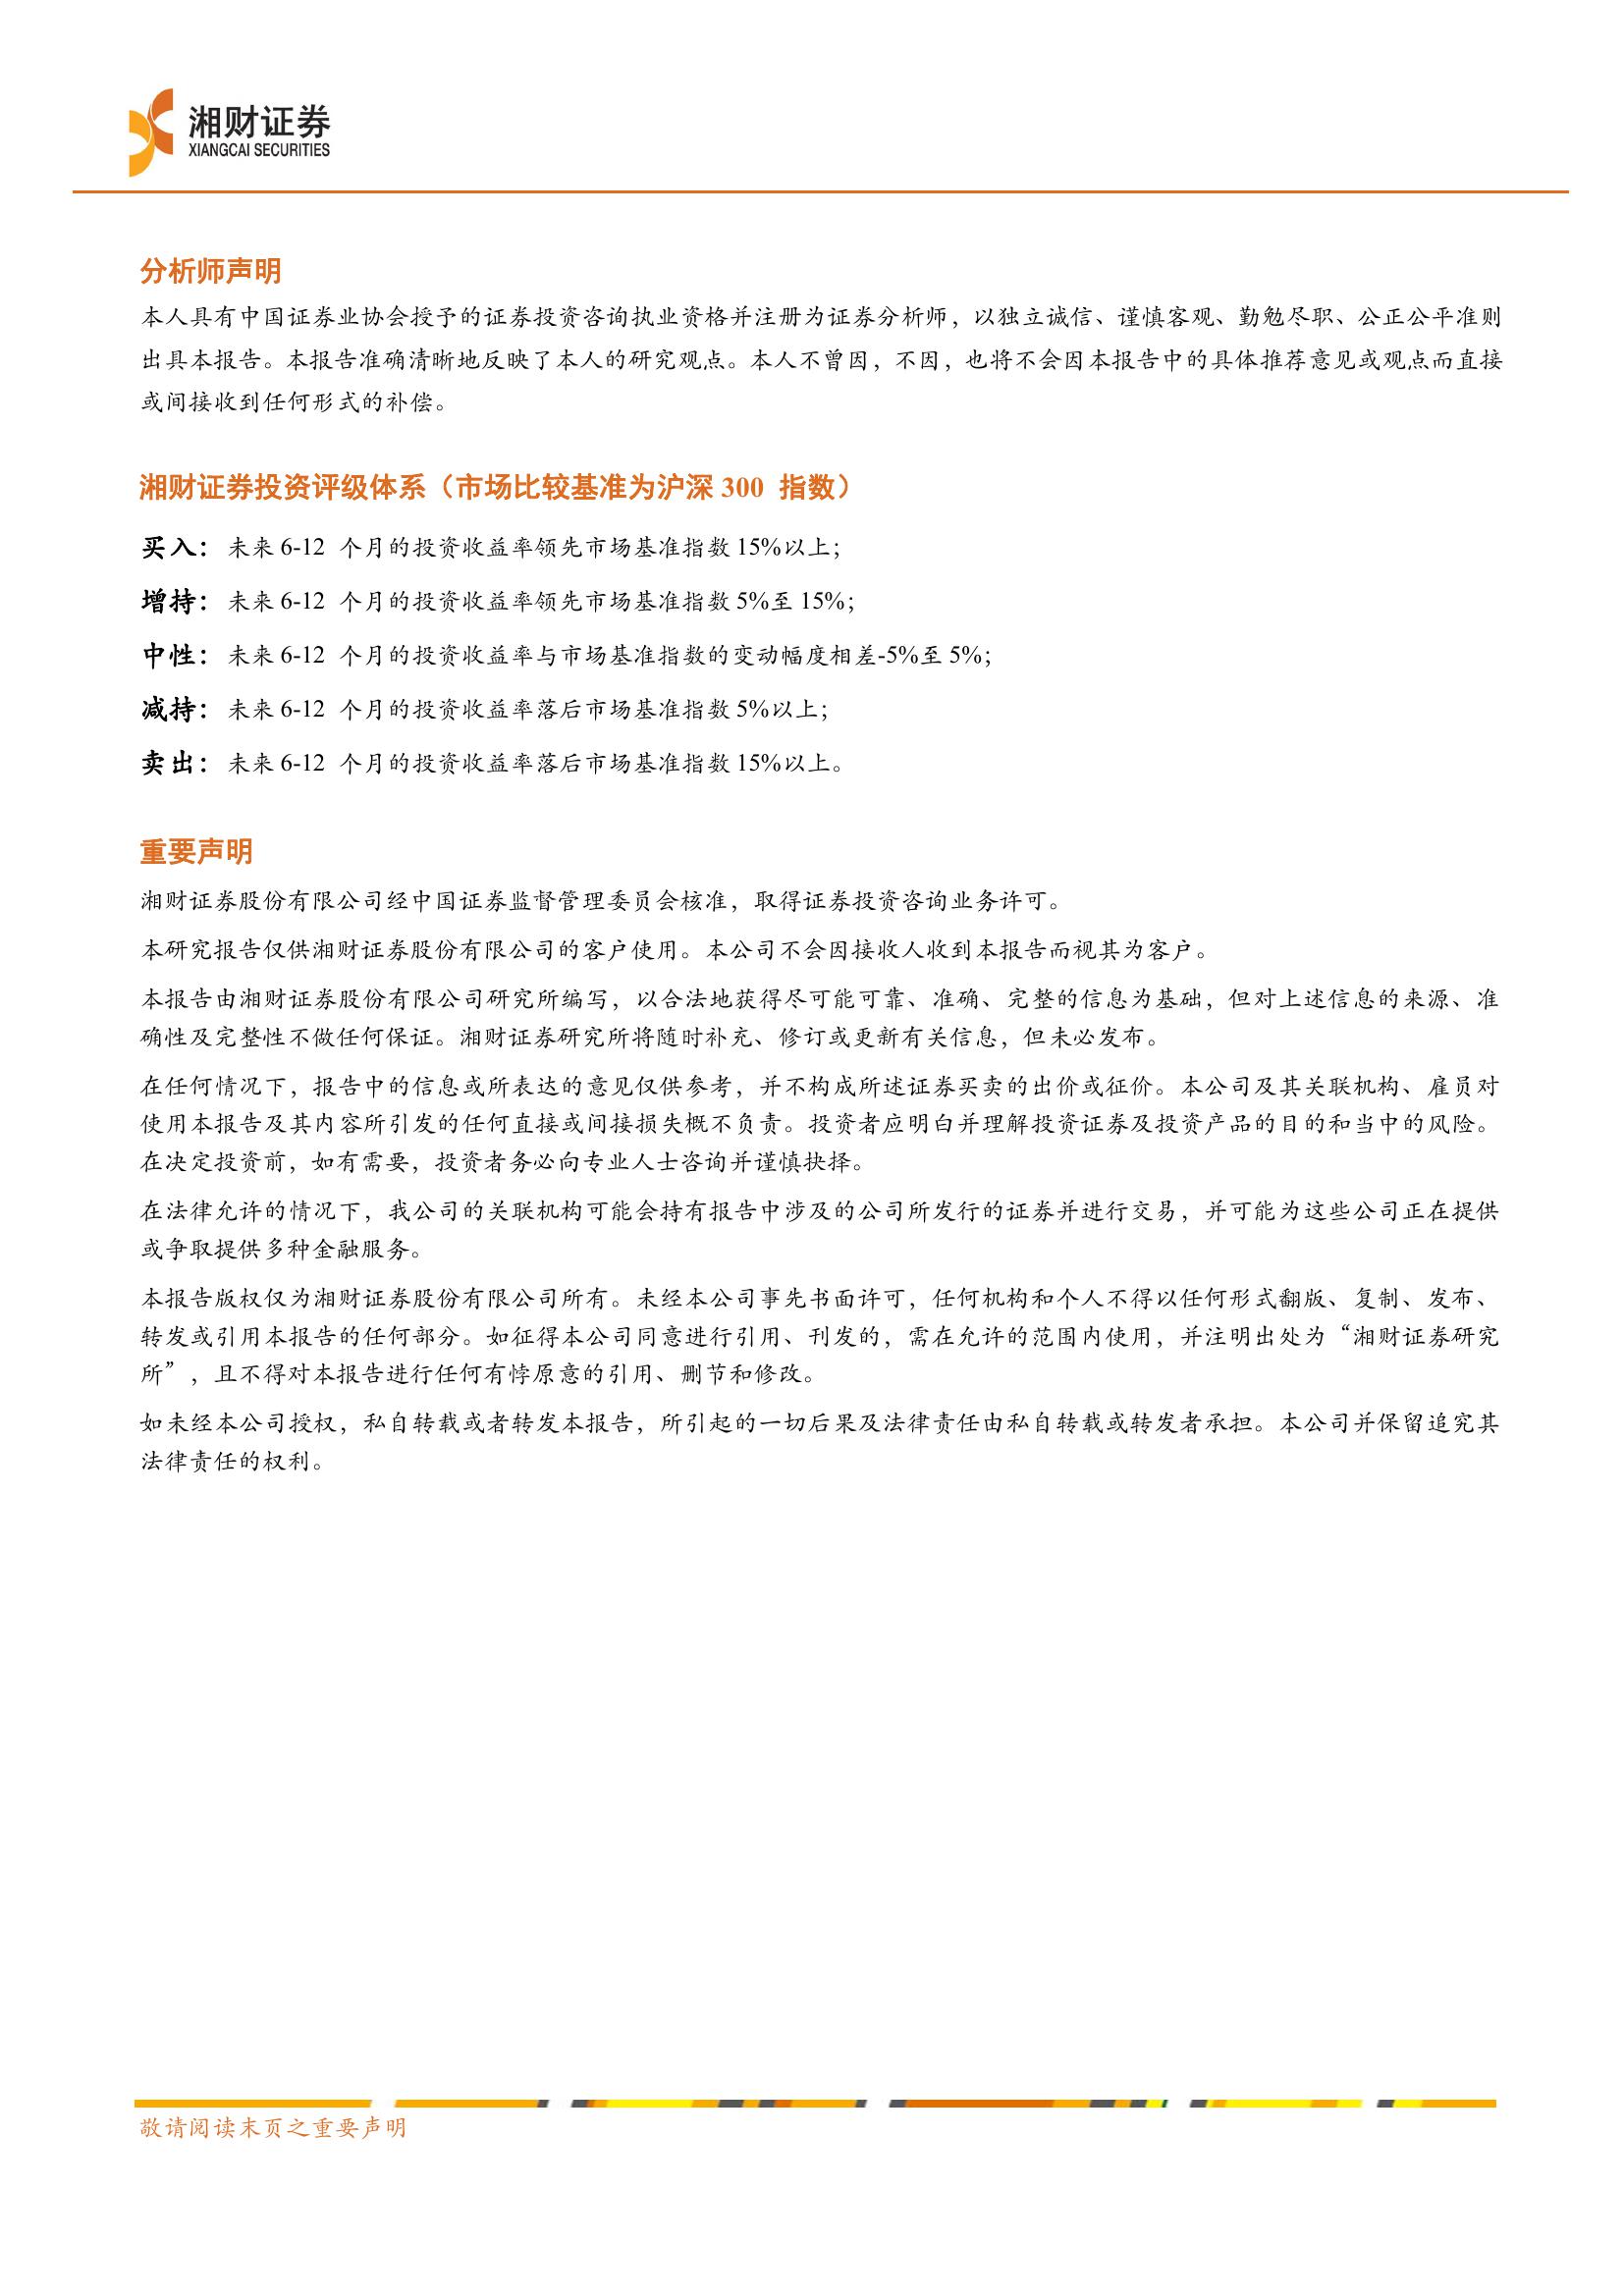 湘财证券
XIANGCAI SECURITIES
分析师声明
本人具有中国证券业协会授予的证券投资咨询执业资格并注册为证券分析师，以独立诚信、谨慎客观、勤勉尽职、公正公平准则
出具本报告。本报告准确清晰地反映了本人的研究观点。本人不曾因，不因，也将不会因本报告中的具体推荐意见或观点而直接
或间接收到任何形式的补偿。
湘财证券投资评级体系（市场比较基准为沪深 300 指数）
买入：未来 6-12 个月的投资收益率领先市场基准指数 15%以上；
增持：未来 6-12 个月的投资收益率领先市场基准指数 5%至 15%；
中性：未来 6-12 个月的投资收益率与市场基准指数的变动幅度相差-5%至 5%；
减持：未来 6-12 个月的投资收益率落后市场基准指数 5%以上；
卖出：未来 6-12 个月的投资收益率落后市场基准指数 15%以上。
重要声明
湘财证券股份有限公司经中国证券监督管理委员会核准，取得证券投资咨询业务许可。
本研究报告仅供湘财证券股份有限公司的客户使用。本公司不会因接收人收到本报告而视其为客户。
本报告由湘财证券股份有限公司研究所编写，以合法地获得尽可能可靠、准确、完整的信息为基础，但对上述信息的来源、准
确性及完整性不做任何保证。湘财证券研究所将随时补充、修订或更新有关信息，但未必发布。
在任何情况下，报告中的信息或所表达的意见仅供参考，并不构成所述证券买卖的出价或征价。本公司及其关联机构、雇员对
使用本报告及其内容所引发的任何直接或间接损失概不负责。投资者应明白并理解投资证券及投资产品的目的和当中的风险。
在决定投资前，如有需要，投资者务必向专业人士咨询并谨慎抉择。
在法律允许的情况下，我公司的关联机构可能会持有报告中涉及的公司所发行的证券并进行交易，并可能为这些公司正在提供
或争取提供多种金融服务。
本报告版权仅为湘财证券股份有限公司所有。未经本公司事先书面许可，任何机构和个人不得以任何形式翻版、复制、发布、
转发或引用本报告的任何部分。如征得本公司同意进行引用、刊发的，需在允许的范围内使用，并注明出处为“湘财证券研究
所”，且不得对本报告进行任何有悖原意的引用、删节和修改。
如未经本公司授权，私自转载或者转发本报告，所引起的一切后果及法律责任由私自转载或转发者承担。本公司并保留追究其
法律责任的权利。
敬请阅读末页之重要声明